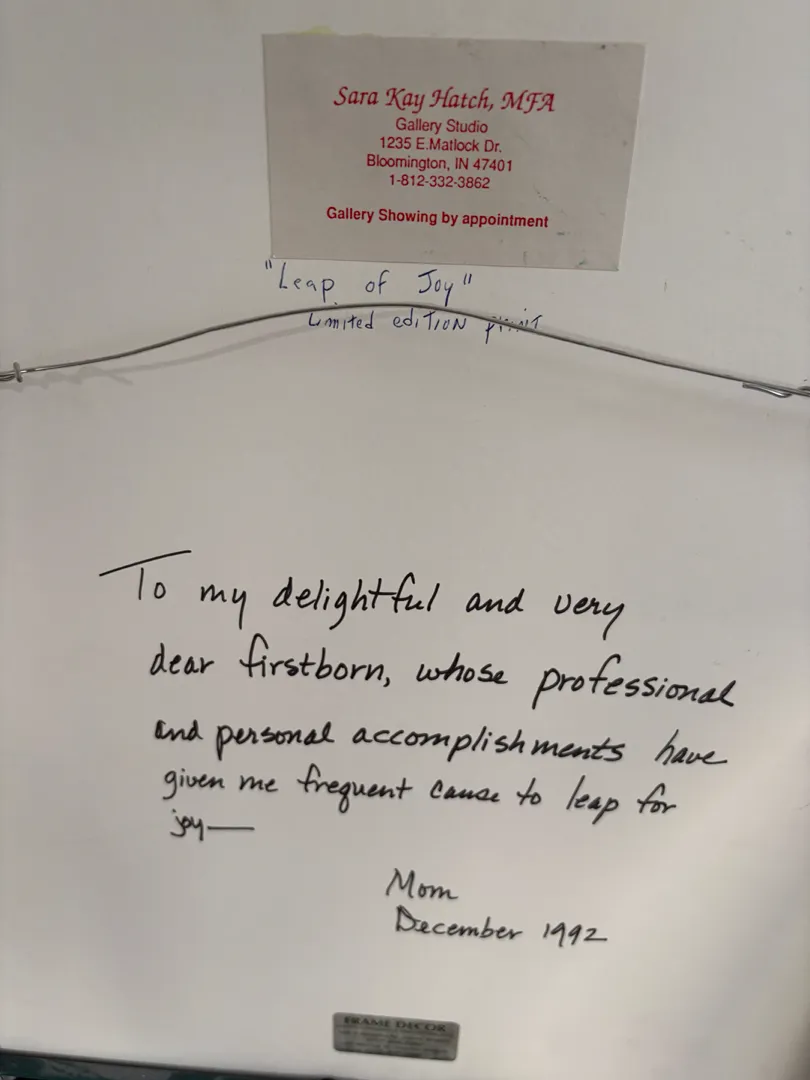 Sara Kay Hatch, MFA
Gallery Studio
1235 E.Matlock Dr.
Bloomington, IN 47401
1-812-332-3862
Gallery Showing by appointment
"Leap of Joy"
Limited edition print
To my delightful and very
dear firstborn, whose professional
and personal accomplishments have
given me frequent cause to leap for
joy—
Mom
December 1992
FRAME DECOR